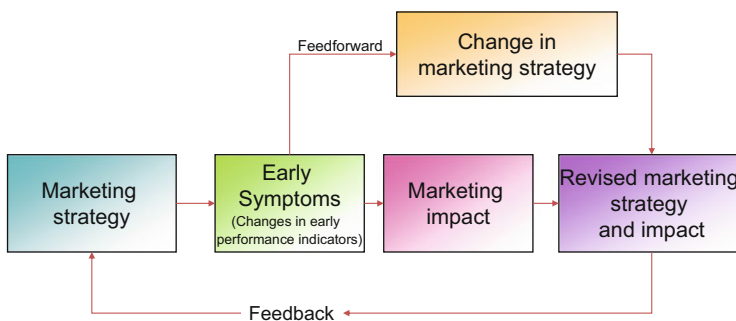 Feedforward
Change in
marketing strategy
Marketing
strategy
Early
Symptoms
(Changes in early
performance indicators)
Marketing
impact
Revised marketing
strategy
and impact
Feedback